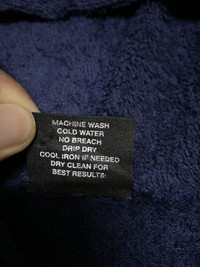 MACHINE WASH
COLD WATER
NO BREACH
DRIP DRY
COOL IRON IF NEEDED
DRY CLEAN FOR
BEST RESULTS